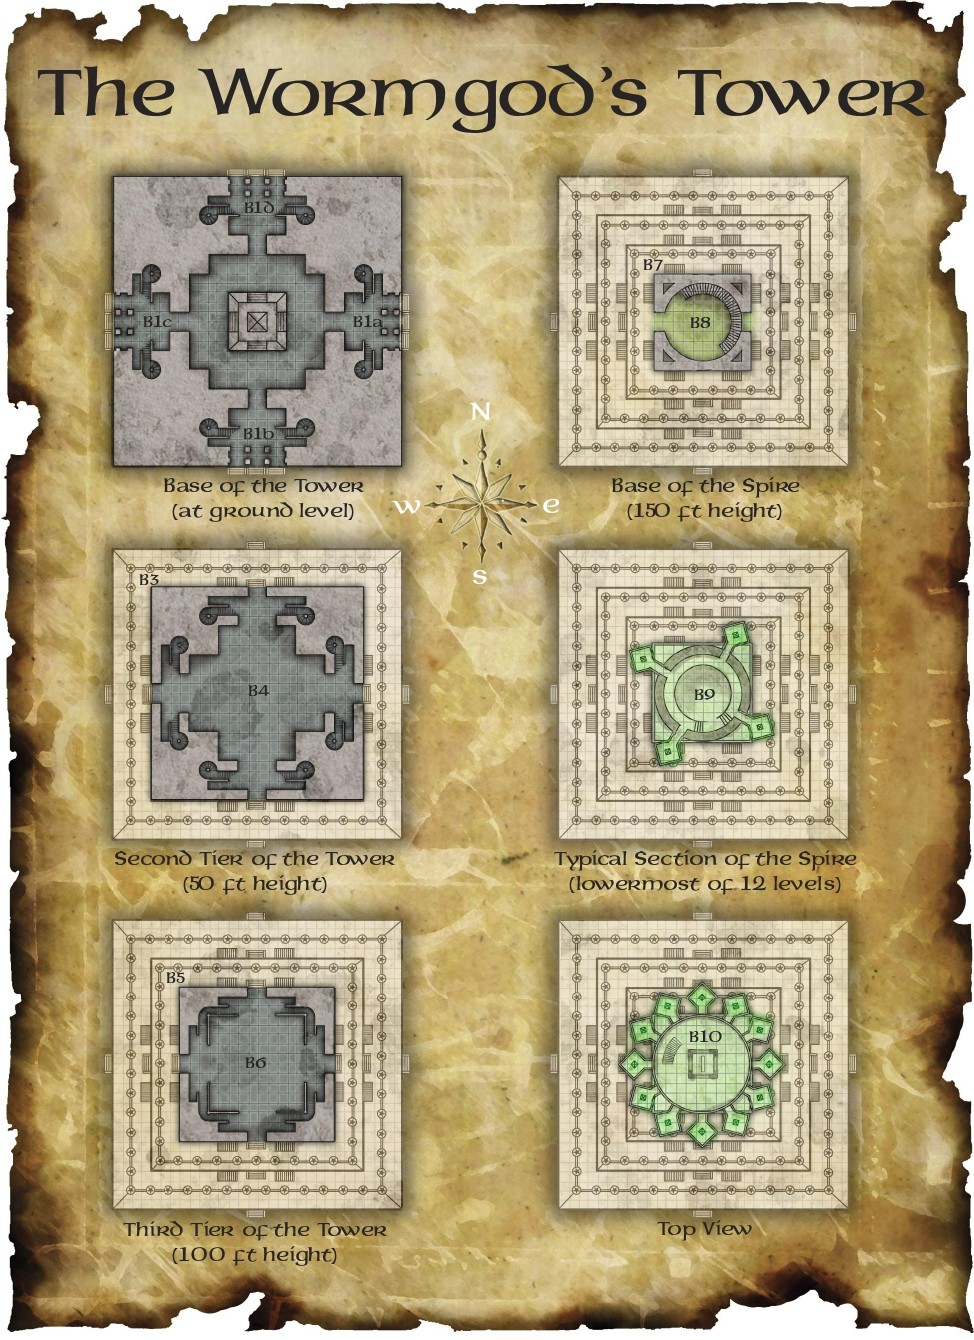 The Wormgod's Tower
B1d
B1c
B1a
B1b
Base of the Tower
(at ground level)
B7
B8
Base of the Spire
(150 ft height)
N
W
e
S
B3
B4
Second Tier of the Tower
(50 ft height)
B9
Typical Section of the Spire
(lowermost of 12 levels)
B5
B6
Third Tier of the Tower
(100 ft height)
B10
Top View